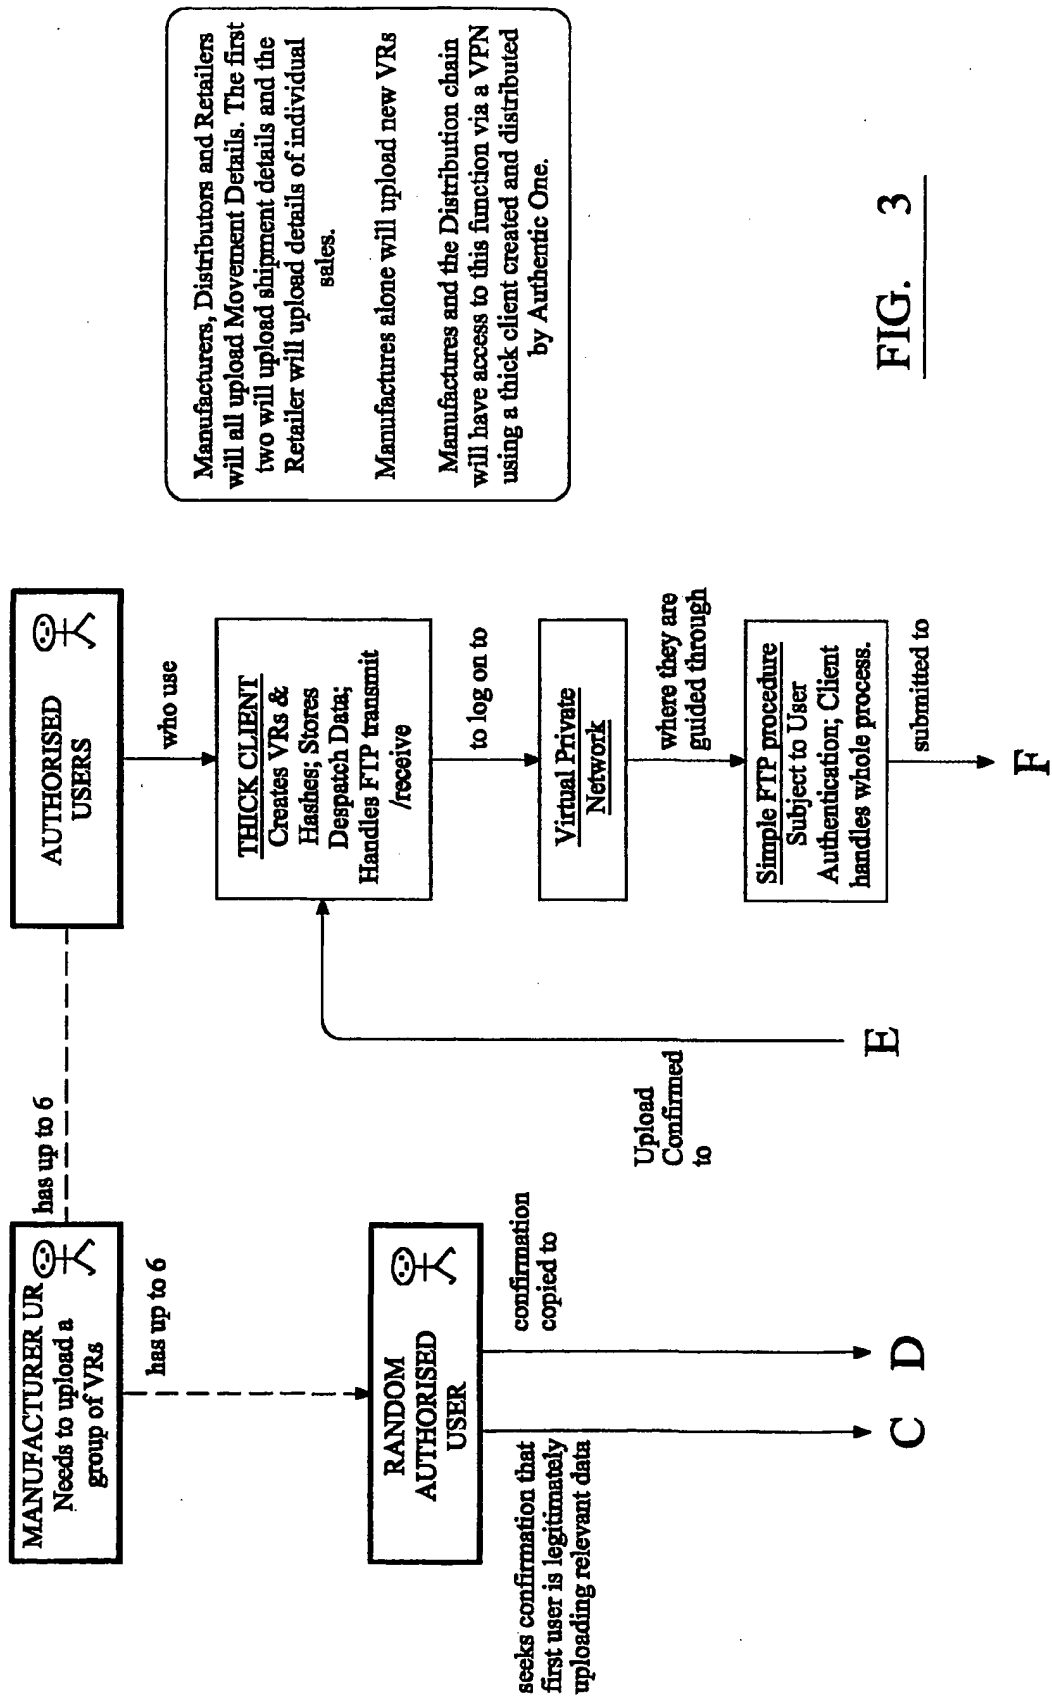 MANUFACTURER UR
Needs to upload a
group of VRs
has up to 6
has up to 6
AUTHORISED
USERS
who use
THICK CLIENT
Creates VRs &
Hashes; Stores
Despatch Data;
Handles FTP transmit
/receive
to log on to
Virtual Private
Network
where they are
guided through
Simple FTP procedure
Subject to User
Authentication; Client
handles whole process.
submitted to
F
RANDOM
AUTHORISED
USER
seeks confirmation that
first user is legitimately
uploading relevant data
C
confirmation
copied to
D
Upload
Confirmed
to
E
Manufacturers, Distributors and Retailers
will all upload Movement Details. The first
two will upload shipment details and the
Retailer will upload details of individual
sales.
Manufactures alone will upload new VRs
Manufactures and the Distribution chain
will have access to this function via a VPN
using a thick client created and distributed
by Authentic One.
FIG. 3